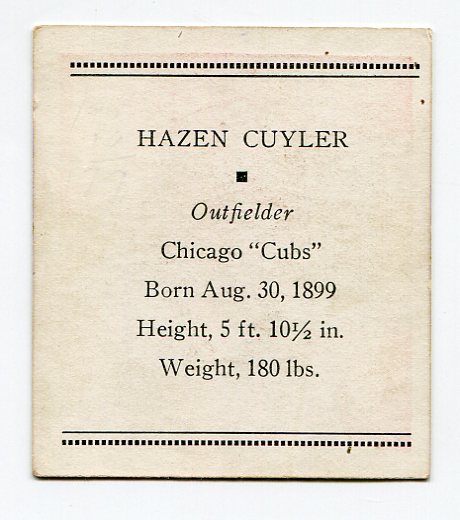 HAZEN CUYLER
Outfielder
Chicago “Cubs”
Born Aug. 30, 1899
Height, 5 ft. 10½ in.
Weight, 180 lbs.